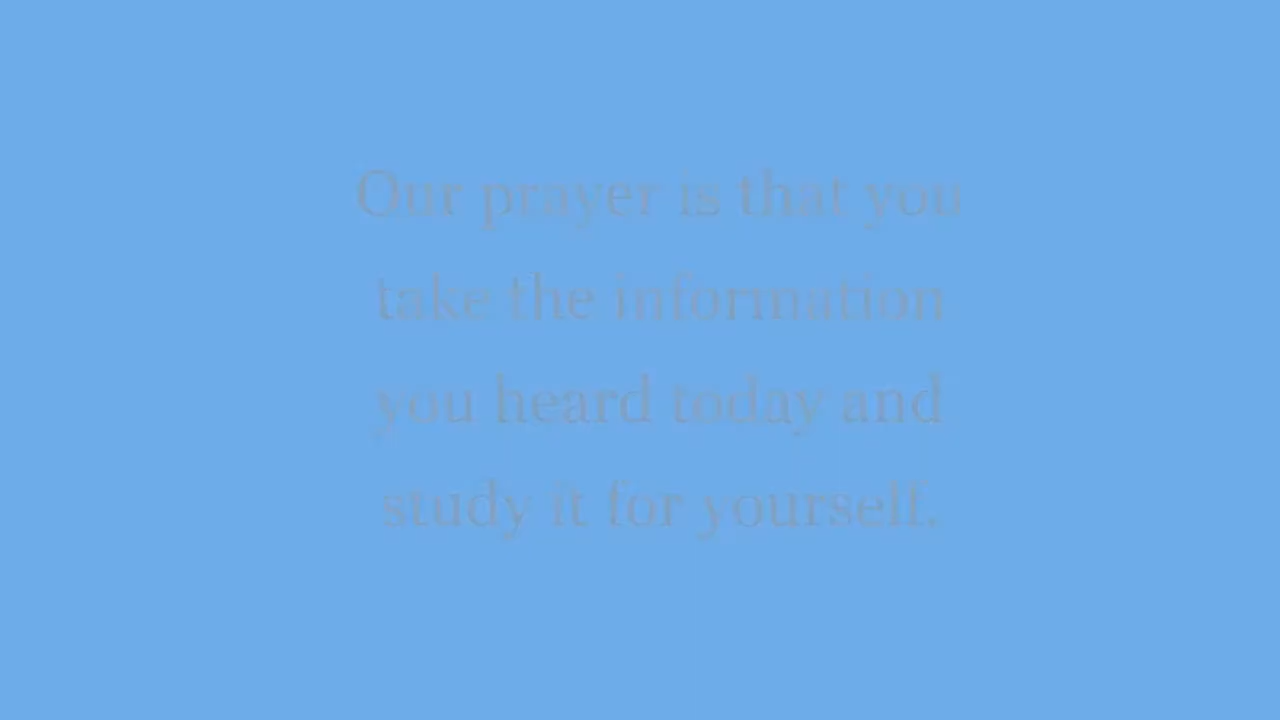 Our prayer is that you
take the information
you heard today and
study it for yourself.